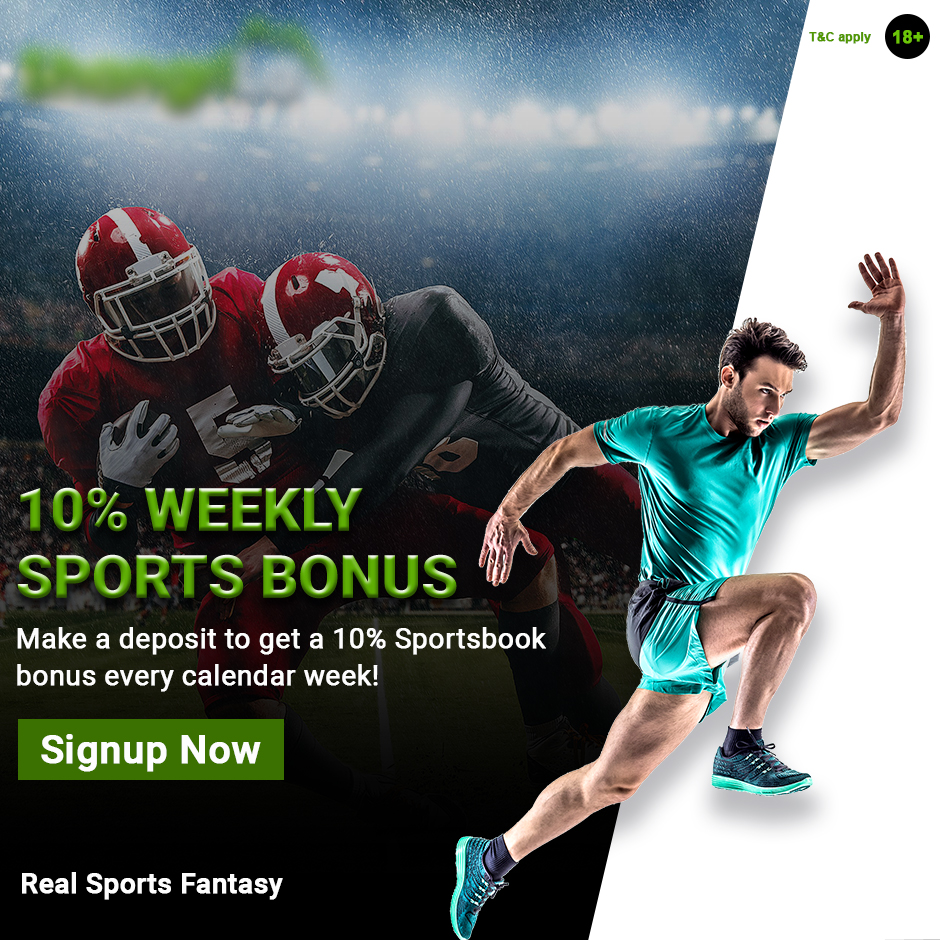 T&C apply 18+
5
10% WEEKLY
SPORTS BONUS
Make a deposit to get a 10% Sportsbook
bonus every calendar week!
Signup Now
Real Sports Fantasy